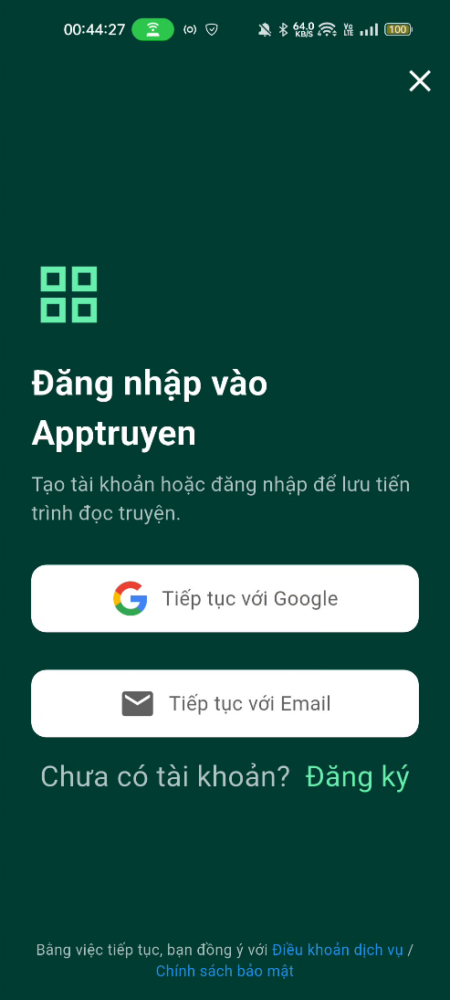 00:44:27
64.0
KB/S
Vo
LTE
100
Đăng nhập vào
Apptruyen
Tạo tài khoản hoặc đăng nhập để lưu tiến
trình đọc truyện.
Tiếp tục với Google
Tiếp tục với Email
Chưa có tài khoản? Đăng ký
Bằng việc tiếp tục, bạn đồng ý với Điều khoản dịch vụ /
Chính sách bảo mật